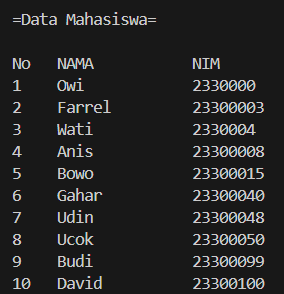 =Data Mahasiswa=
No NAMA NIM
1 Owi 2330000
2 Farrel 23300003
3 Wati 2330004
4 Anis 23300008
5 Bowo 23300015
6 Gahar 23300040
7 Udin 23300048
8 Ucok 23300050
9 Budi 23300099
10 David 23300100